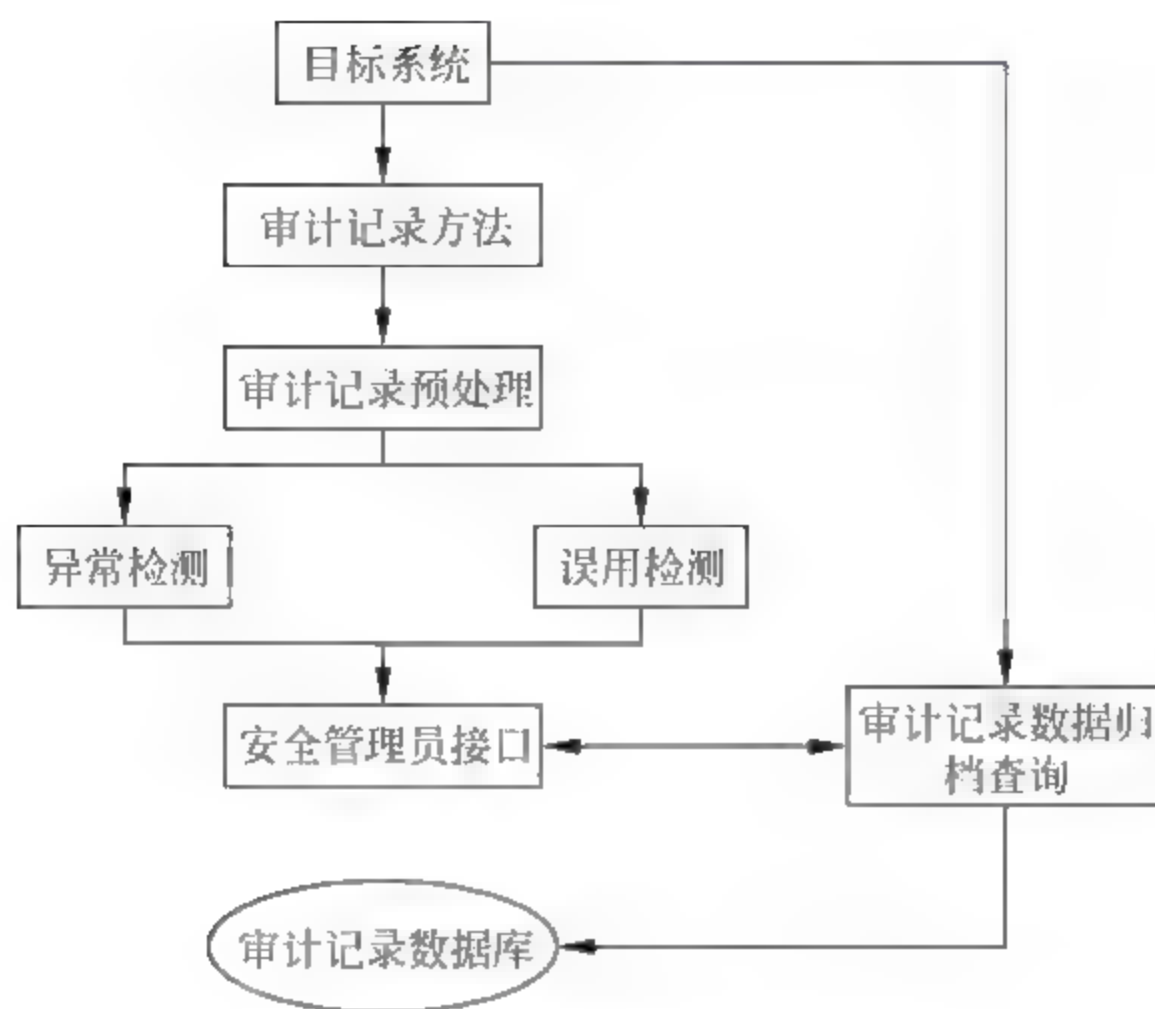 目标系统
审计记录方法
审计记录预处理
异常检测
误用检测
安全管理员接口
审计记录数据归
档查询
审计记录数据库